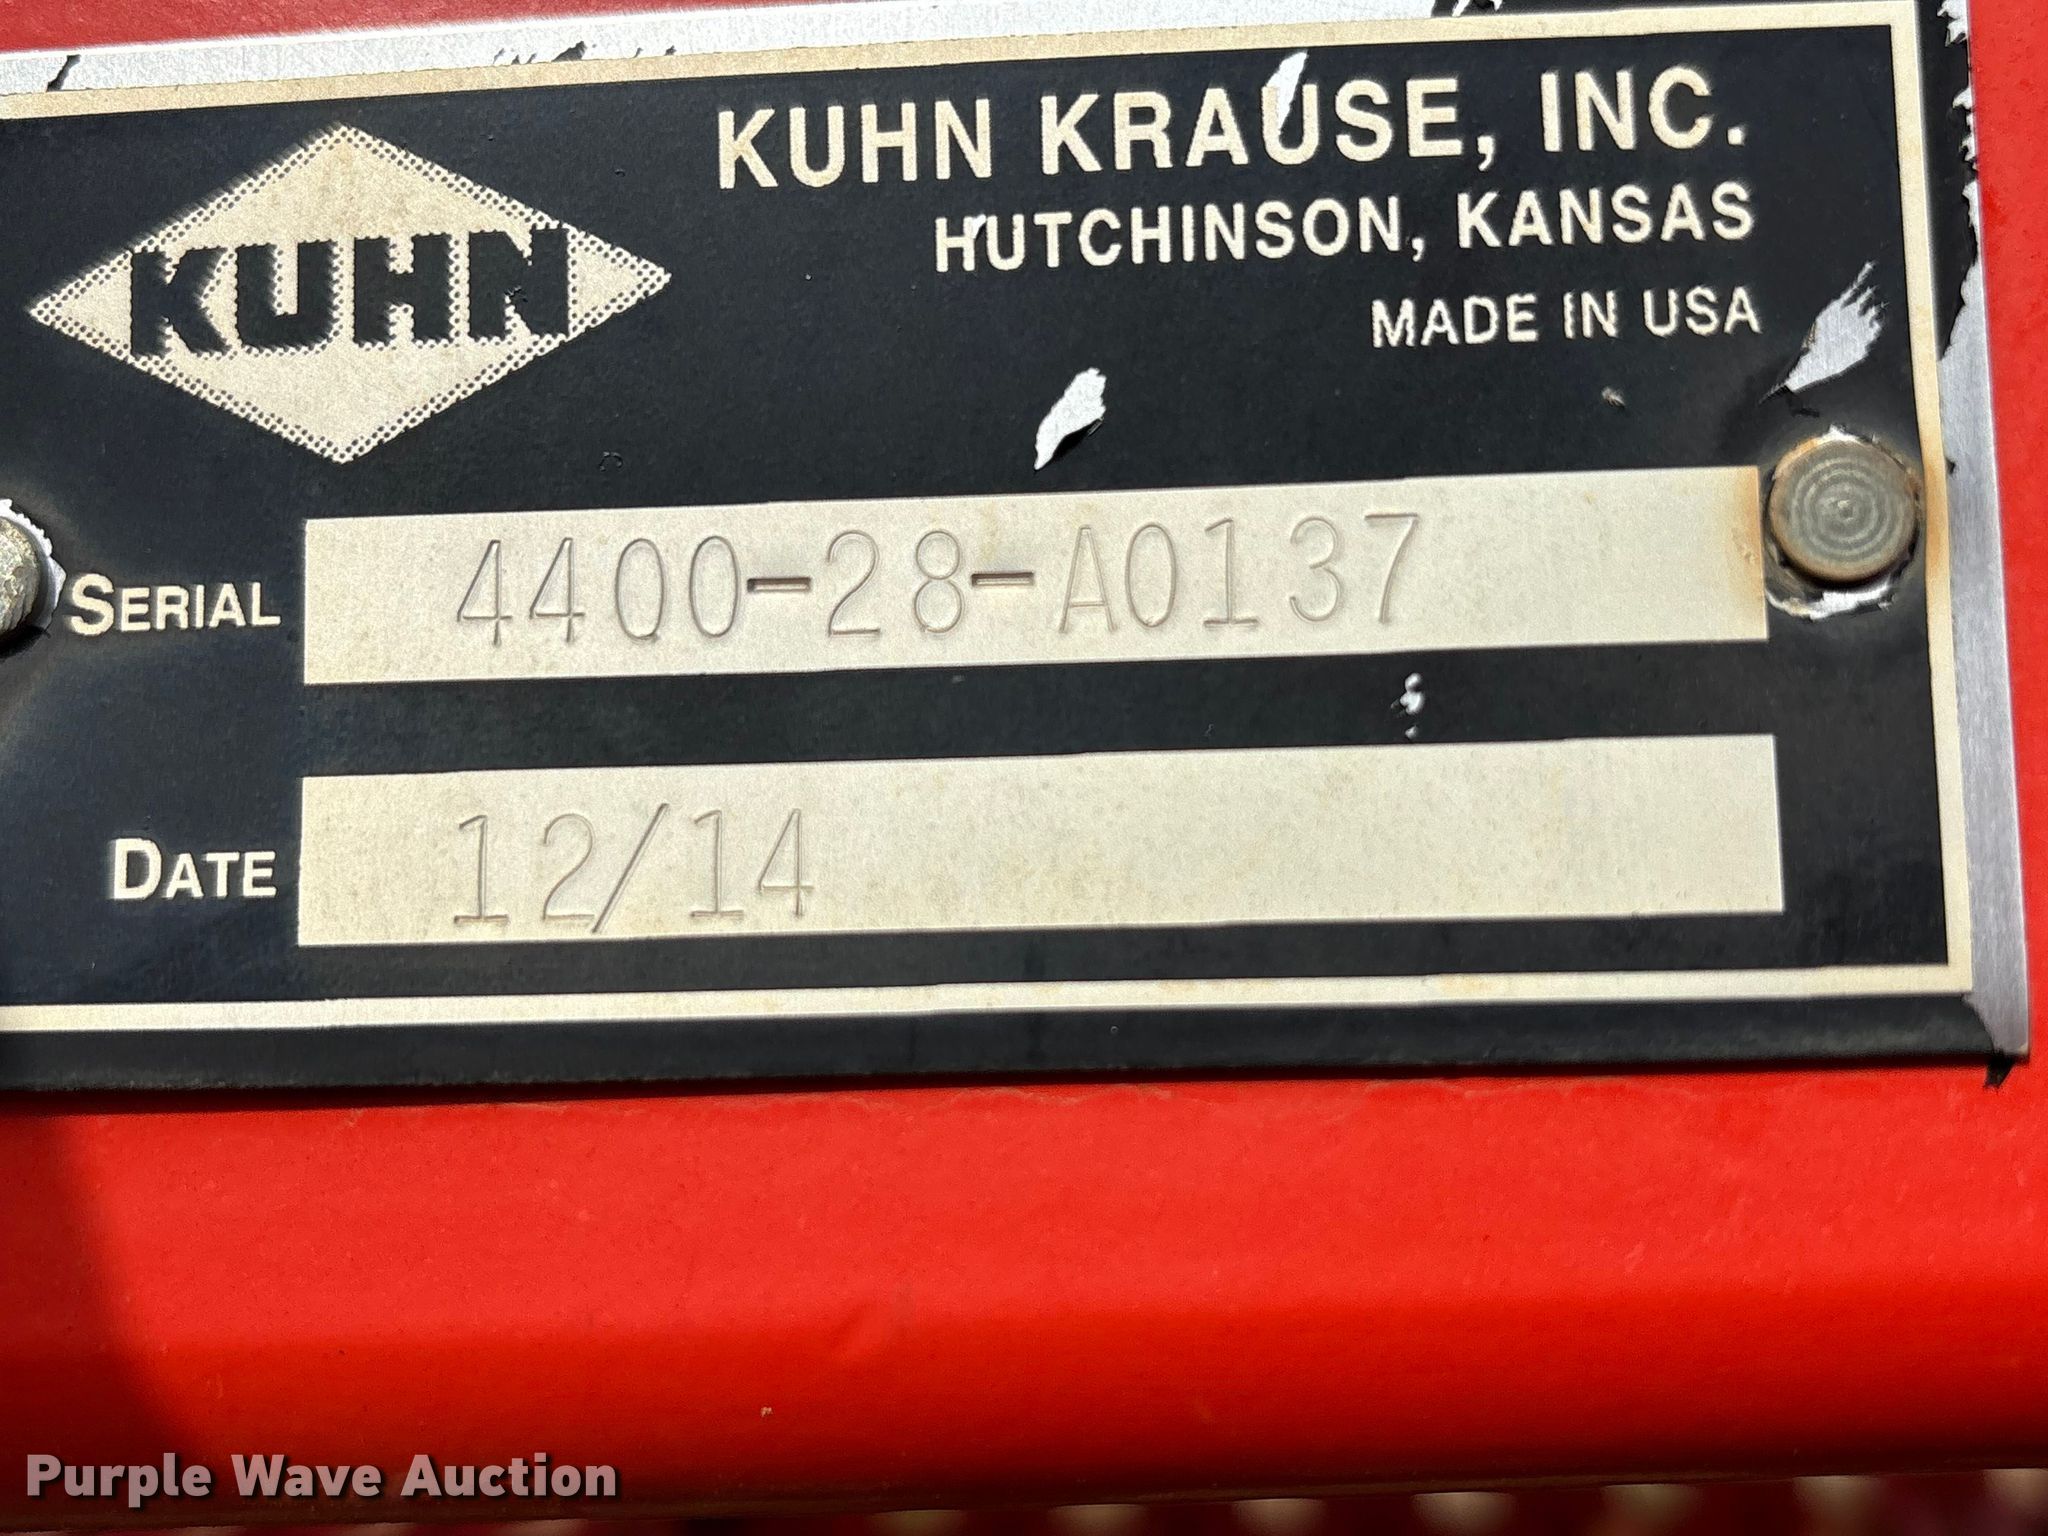 KUHN
KUHN KRAUSE, INC.
HUTCHINSON, KANSAS
MADE IN USA
SERIAL 4400-28-A0137
DATE 12/14
Purple Wave Auction